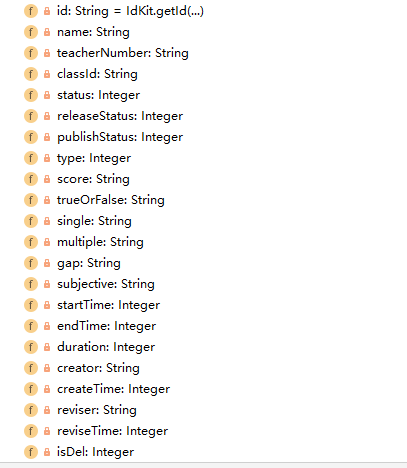 f id: String = IdKit.getId(...)
f name: String
f teacherNumber: String
f classId: String
f status: Integer
f releaseStatus: Integer
f publishStatus: Integer
f type: Integer
f score: String
f trueOrFalse: String
f single: String
f multiple: String
f gap: String
f subjective: String
f startTime: Integer
f endTime: Integer
f duration: Integer
f creator: String
f createTime: Integer
f reviser: String
f reviseTime: Integer
f isDel: Integer